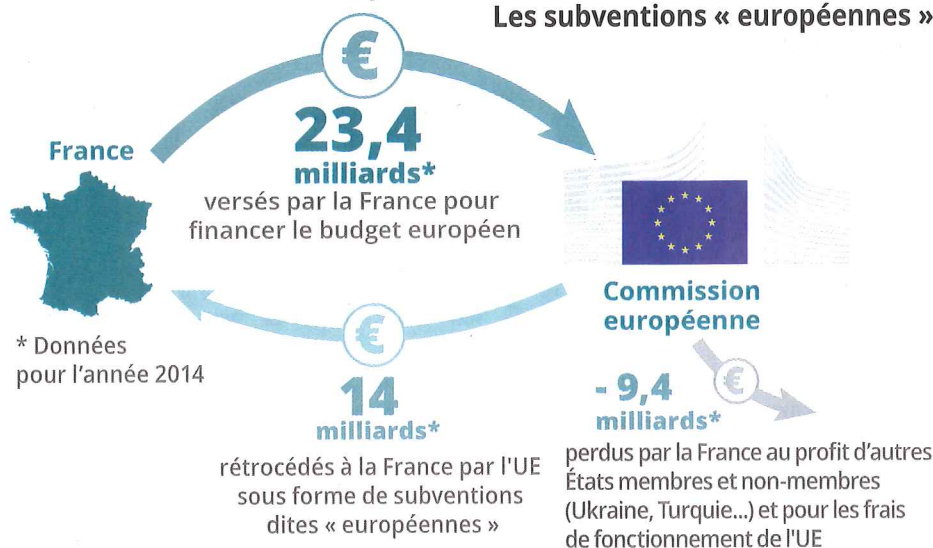 Les subventions « européennes »
€
23,4
milliards*
versés par la France pour
financer le budget européen
France
* Données
pour l'année 2014
Commission
européenne
€
14
milliards*
rétrocédés à la France par l'UE
sous forme de subventions
dites « européennes »
€
- 9,4
milliards*
perdus par la France au profit d'autres
États membres et non-membres
(Ukraine, Turquie...) et pour les frais
de fonctionnement de l'UE